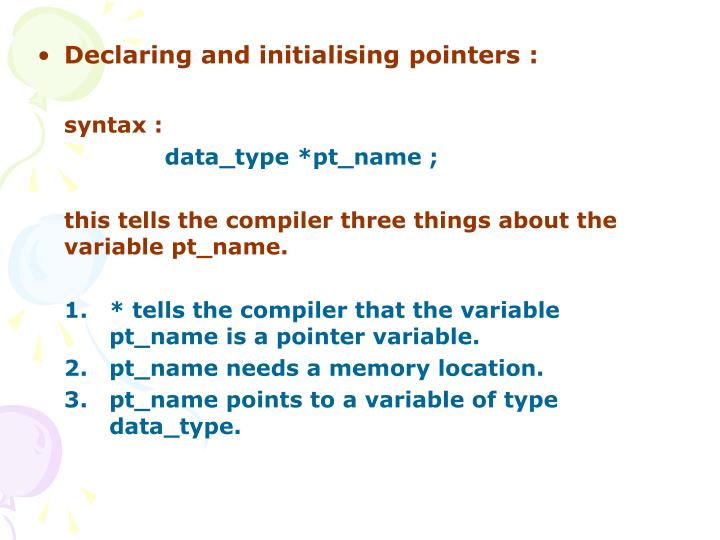 • Declaring and initialising pointers :
syntax :
data_type *pt_name ;
this tells the compiler three things about the
variable pt_name.
1. * tells the compiler that the variable
pt_name is a pointer variable.
2. pt_name needs a memory location.
3. pt_name points to a variable of type
data_type.